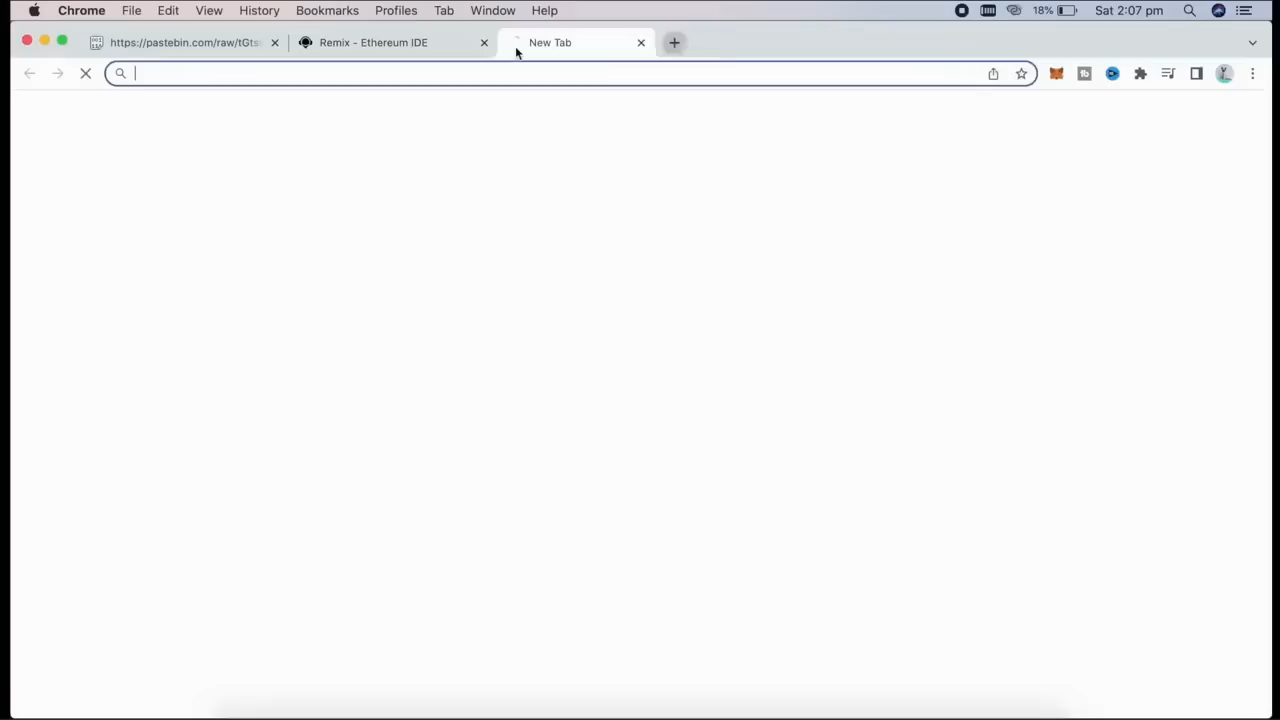 Chrome File Edit View History Bookmarks Profiles Tab Window Help 18% Sat 2:07 pm
https://pastebin.com/raw/tGts Remix - Ethereum IDE New Tab